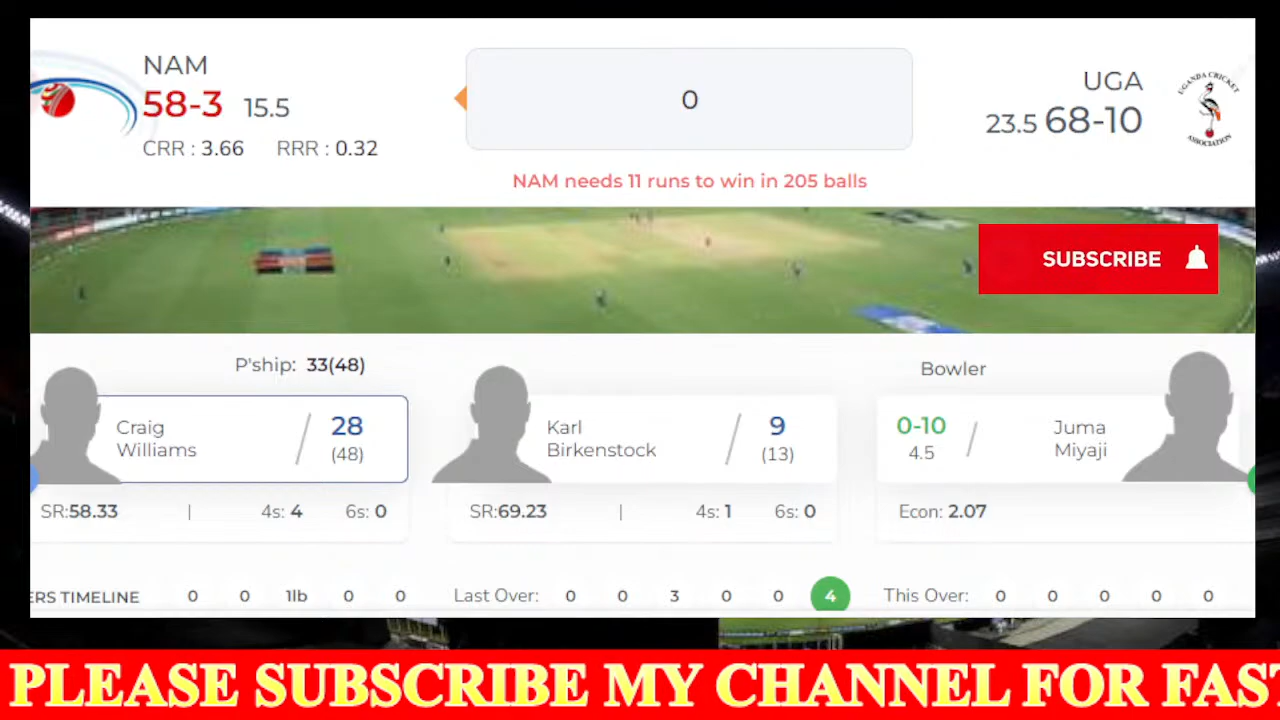 NAM
58-3 15.5
CRR : 3.66 RRR : 0.32
0
NAM needs 11 runs to win in 205 balls
UGA
23.5 68-10
UGANDA CRICKET
ASSOCIATION
SUBSCRIBE
P'ship: 33(48)
Craig
Williams
28
(48)
SR:58.33 | 4s: 4 6s: 0
Karl
Birkenstock
9
(13)
SR:69.23 | 4s: 1 6s: 0
Bowler
0-10
4.5
Juma
Miyaji
Econ: 2.07
ERS TIMELINE 0 0 1lb 0 0 Last Over: 0 0 3 0 0 4 This Over: 0 0 0 0 0
PLEASE SUBSCRIBE MY CHANNEL FOR FAST